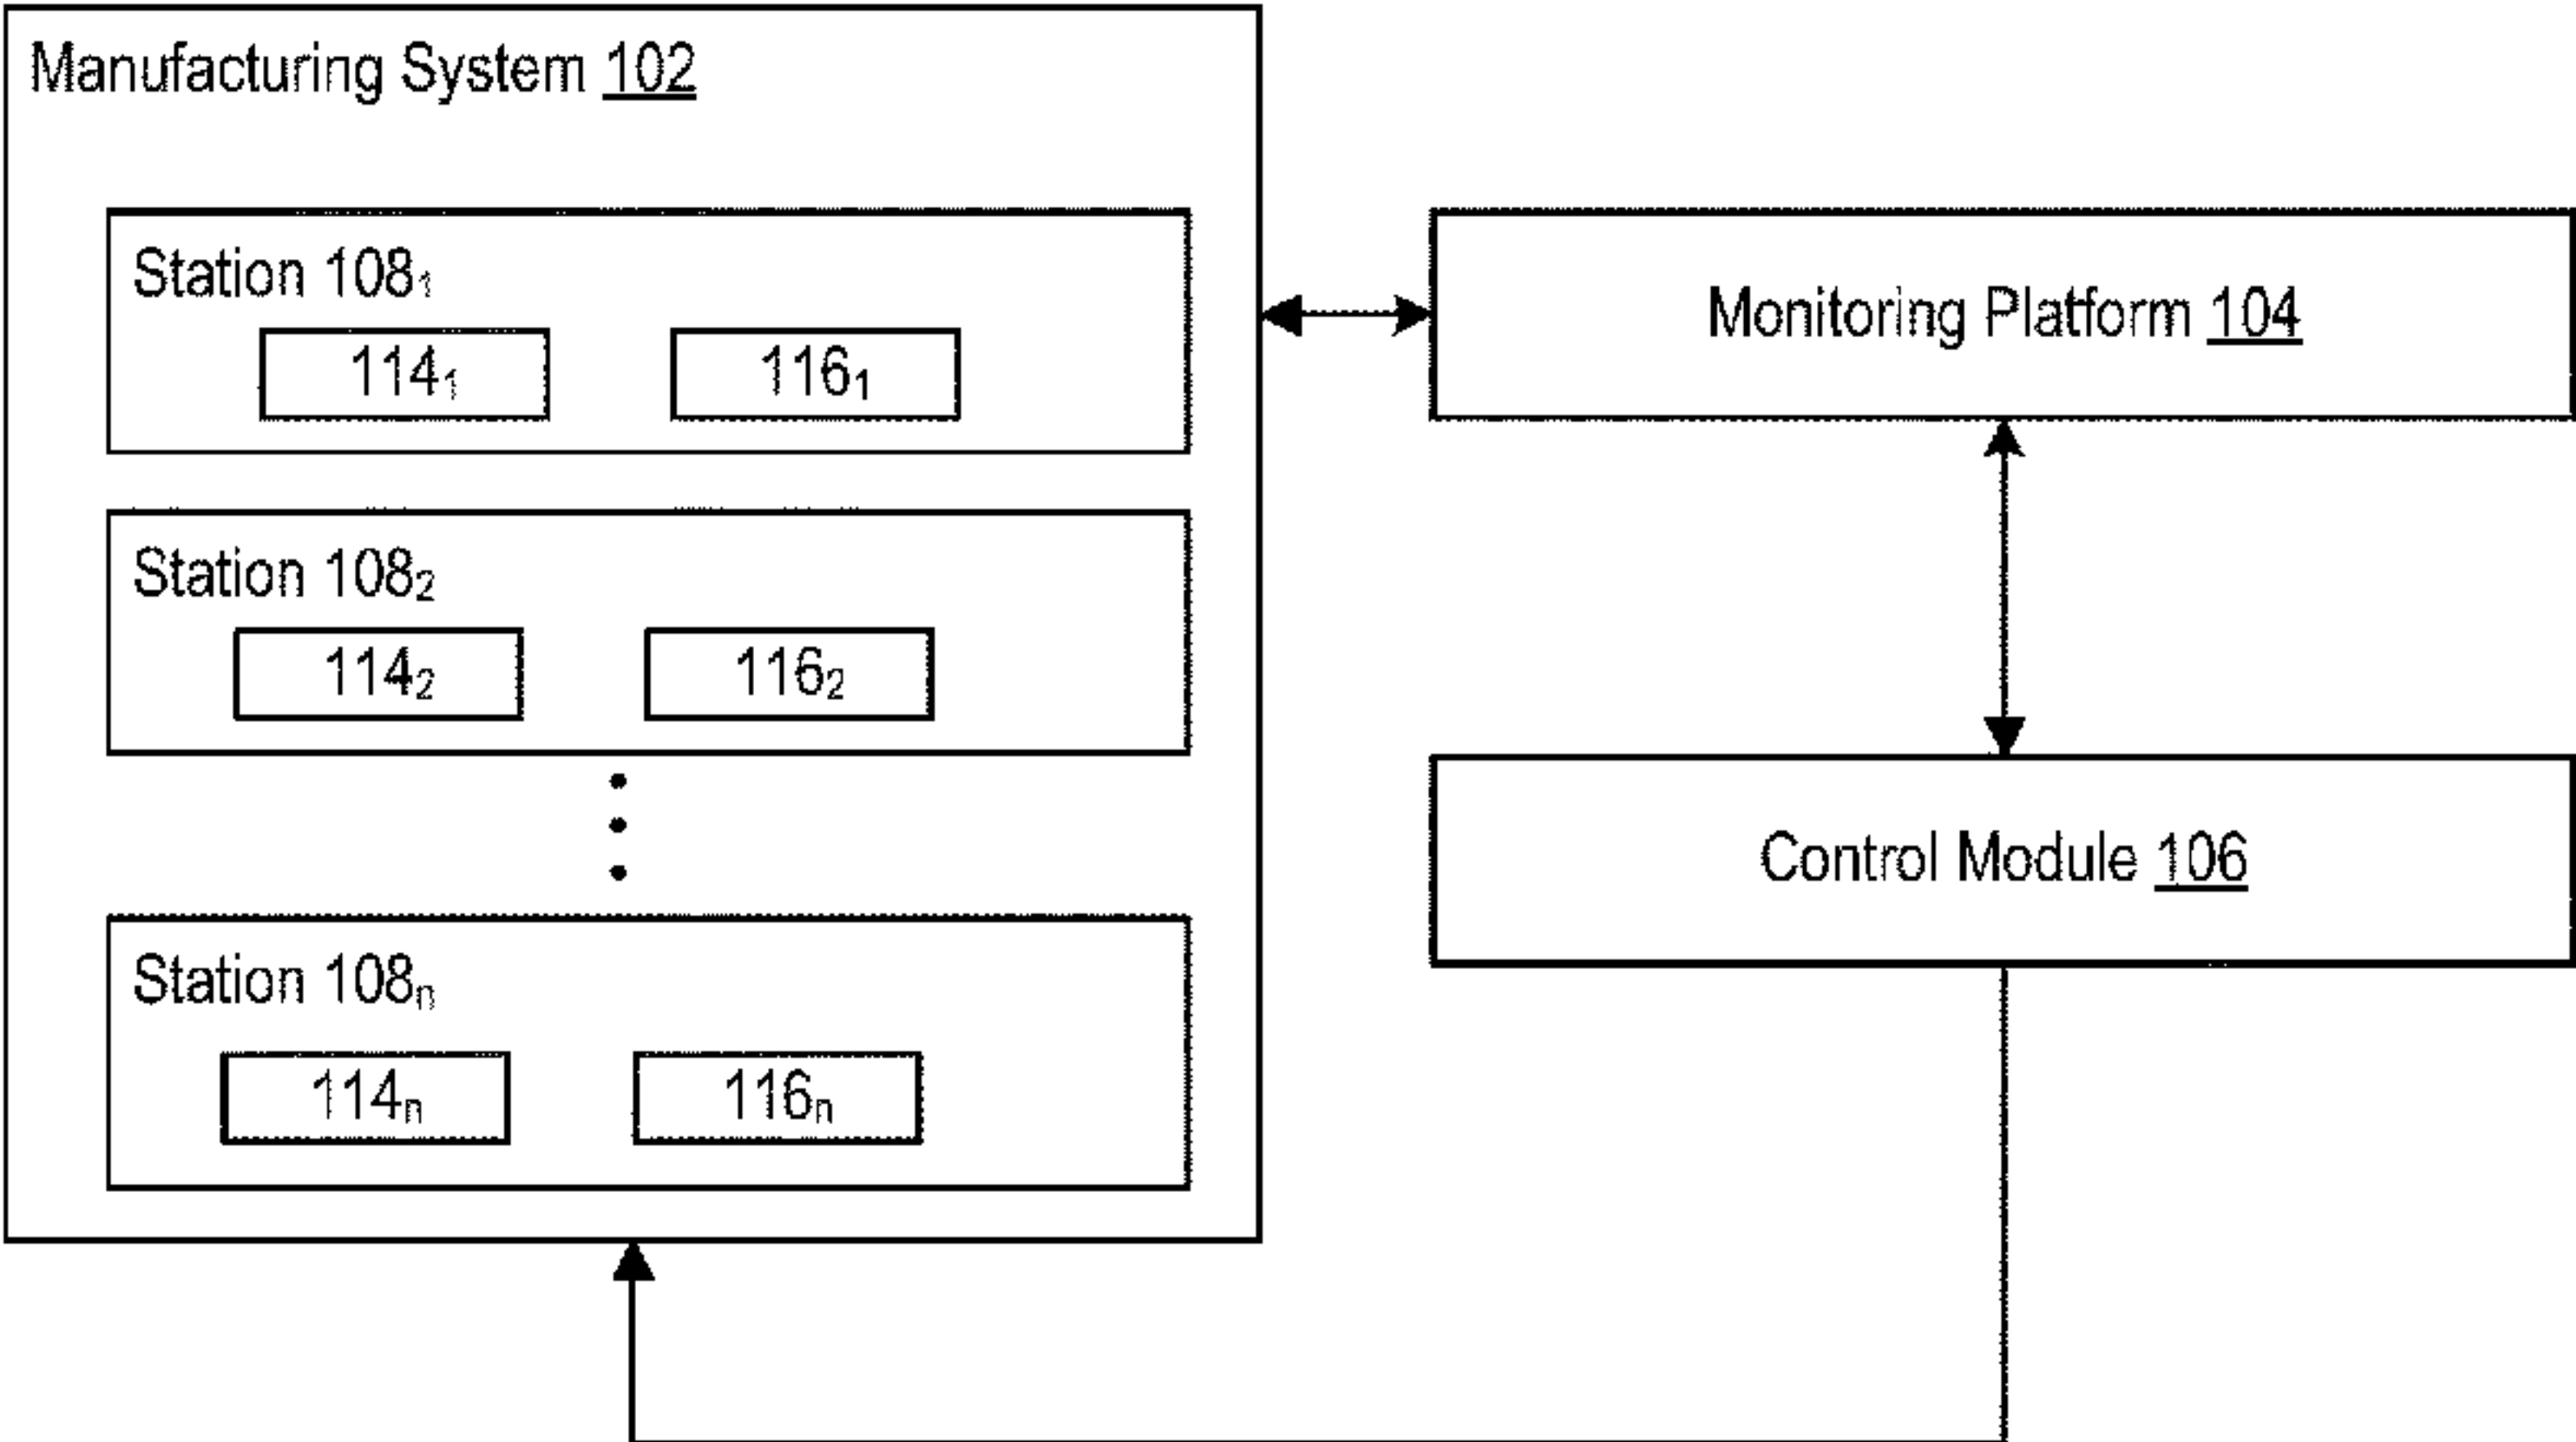 Manufacturing System 102
Station 108₁
114₁ 116₁
Station 108₂
114₂ 116₂
Station 108ₙ
114ₙ 116ₙ
Monitoring Platform 104
Control Module 106